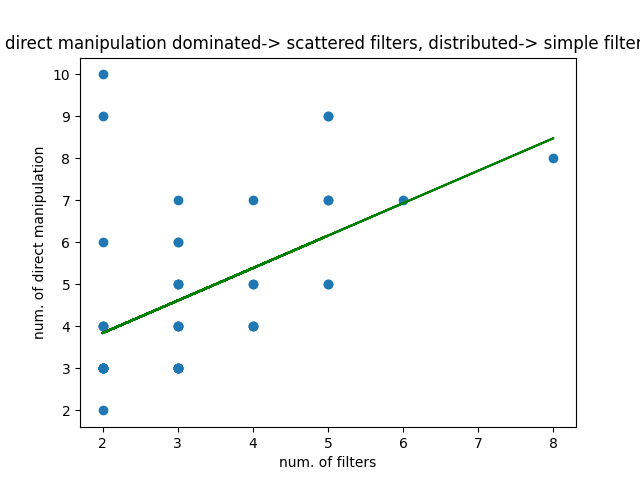 direct manipulation dominated-> scattered filters, distributed-> simple filter
10
9
8
7
6
5
4
3
2
num. of direct manipulation
2 3 4 5 6 7 8
num. of filters